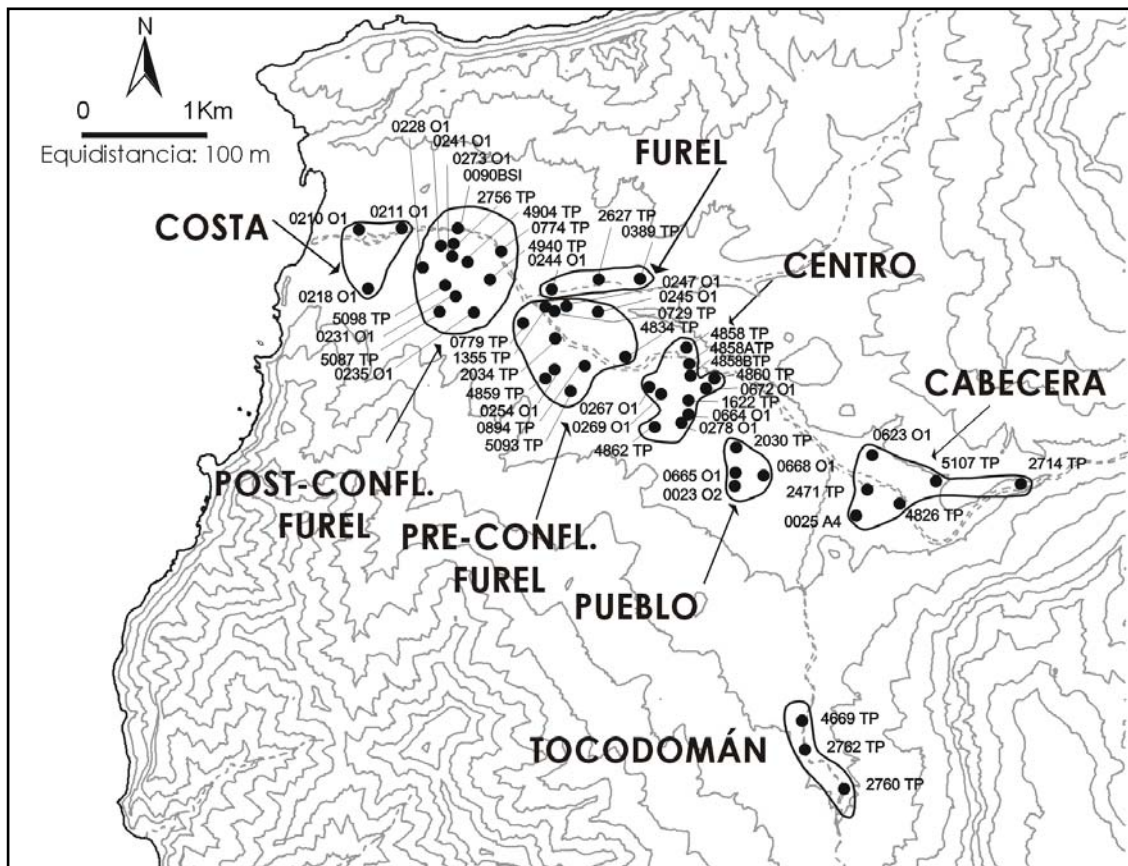 N
0 1Km
Equidistancia: 100 m
0228 O1
0241 O1
0273 O1
0090BSI
2756 TP
4904 TP
0774 TP
4940 TP
0244 O1
FUREL
2627 TP
0389 TP
COSTA
0210 O1
0211 O1
0218 O1
5098 TP
0231 O1
5087 TP
0235 O1
0247 O1
0245 O1
0729 TP
4834 TP
CENTRO
4858 TP
4858ATP
4858BTP
4860 TP
0672 O1
1622 TP
0664 O1
0278 O1
0779 TP
1355 TP
2034 TP
4859 TP
0254 O1
0894 TP
5093 TP
0267 O1
0269 O1
4862 TP
CABECERA
0623 O1
5107 TP
2714 TP
2030 TP
0665 O1
0668 O1
0023 O2
2471 TP
0025 A4
4826 TP
POST-CONFL.
FUREL
PRE-CONFL.
FUREL
PUEBLO
TOCODOMÁN
4669 TP
2762 TP
2760 TP